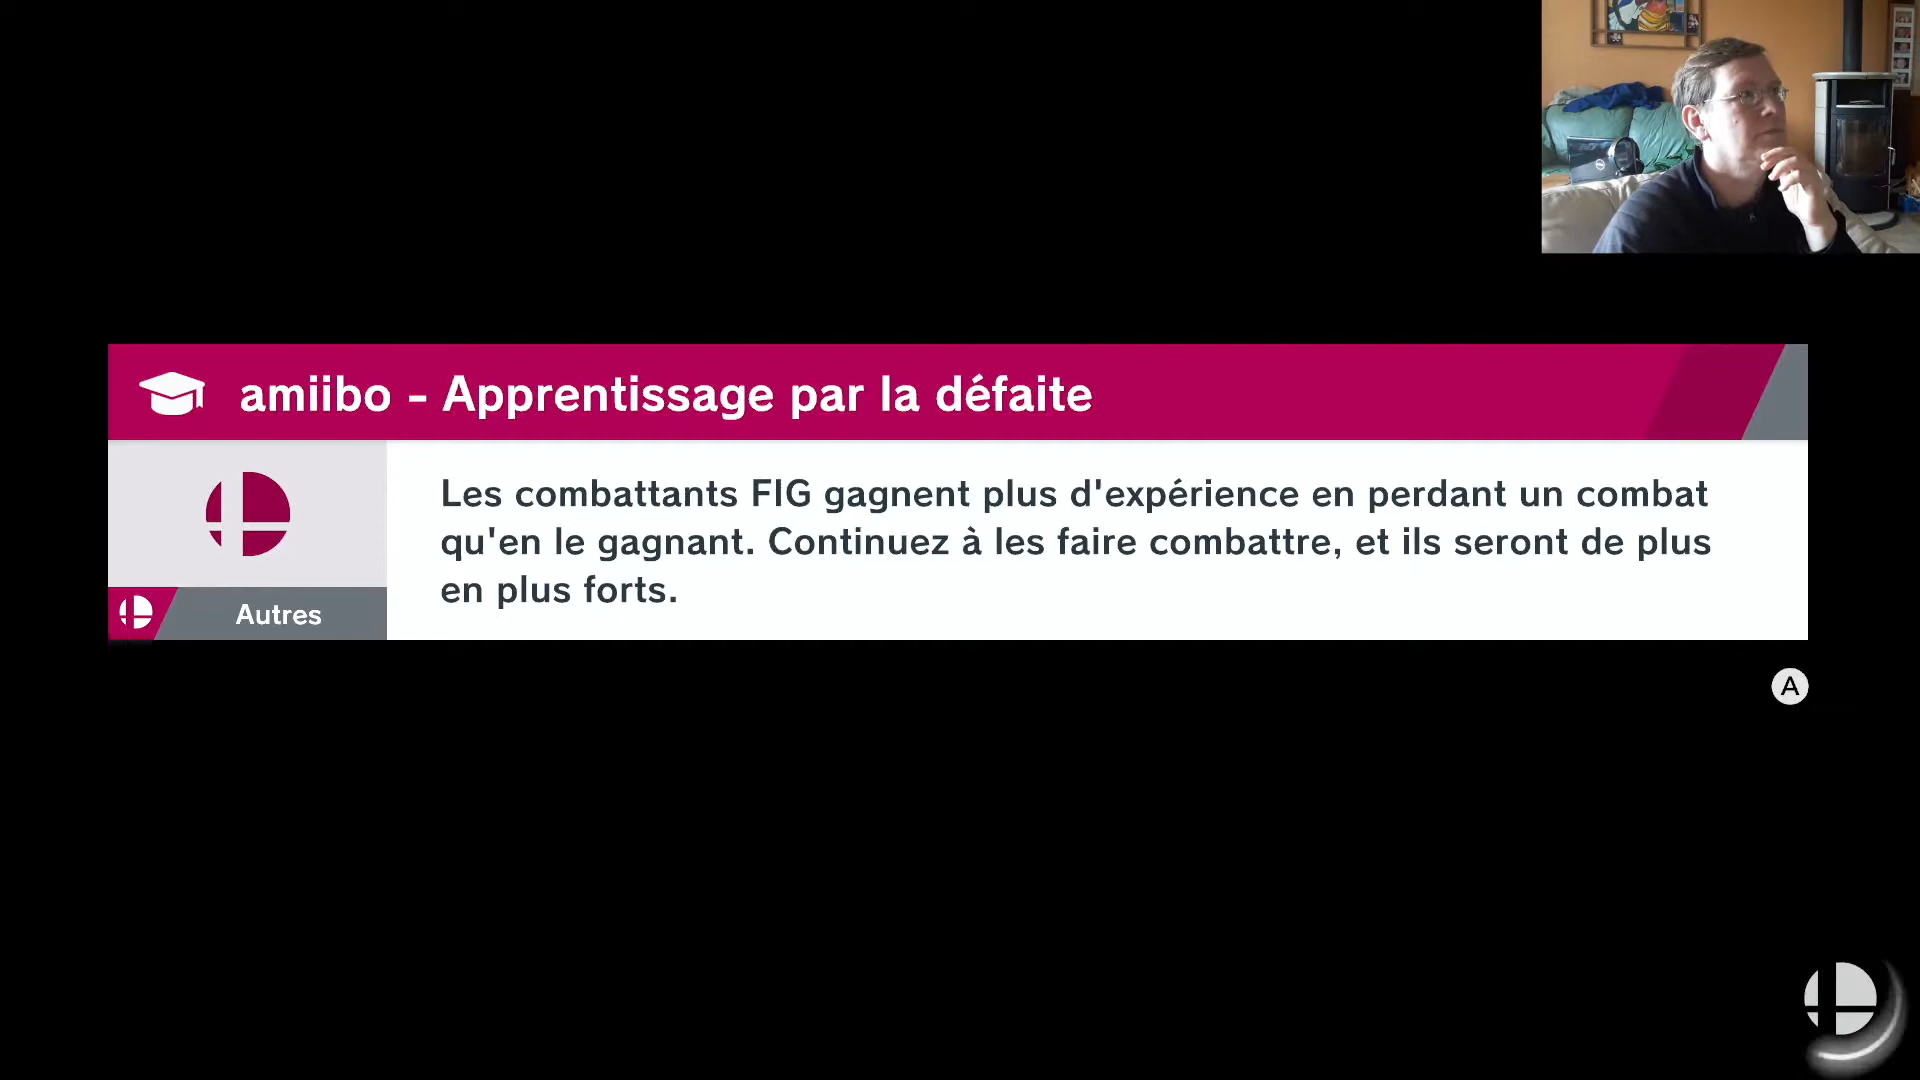 amiibo - Apprentissage par la défaite
Les combattants FIG gagnent plus d'expérience en perdant un combat
qu'en le gagnant. Continuez à les faire combattre, et ils seront de plus
en plus forts.
Autres
A